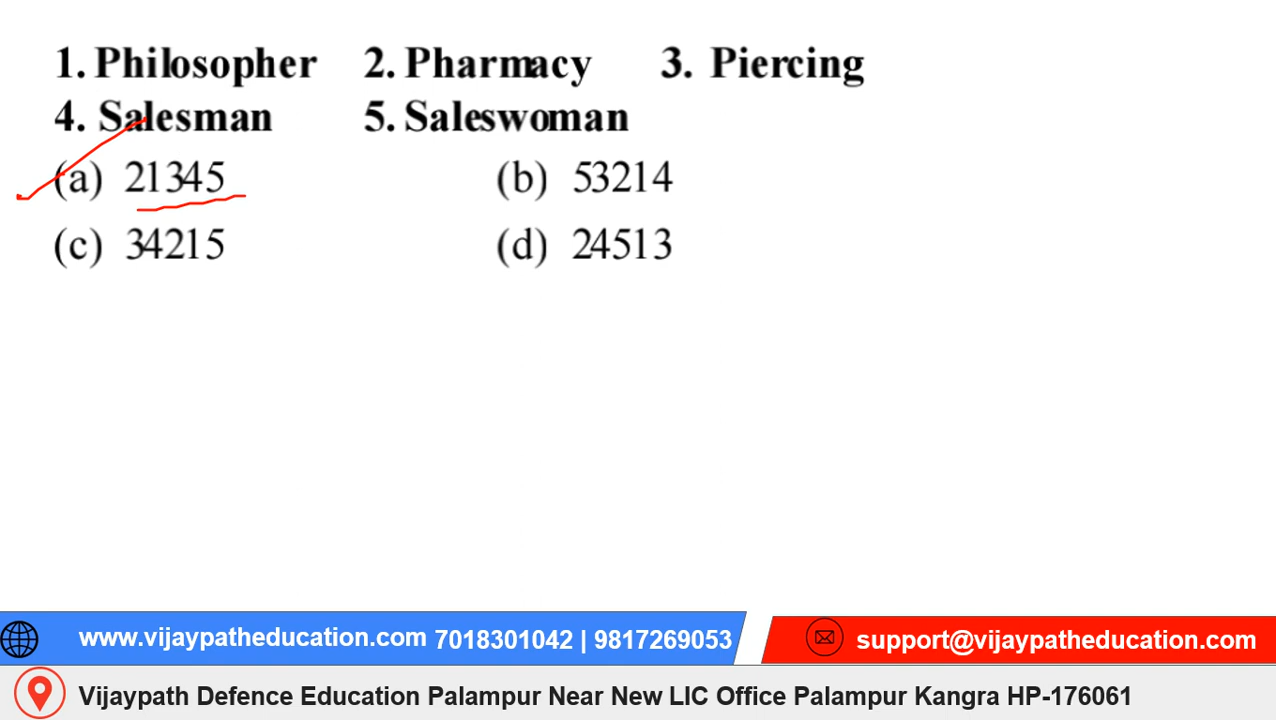 1. Philosopher 2. Pharmacy 3. Piercing
4. Salesman 5. Saleswoman
(a) 21345 (b) 53214
(c) 34215 (d) 24513
www.vijaypatheducation.com 7018301042 | 9817269053 support@vijaypatheducation.com
Vijaypath Defence Education Palampur Near New LIC Office Palampur Kangra HP-176061